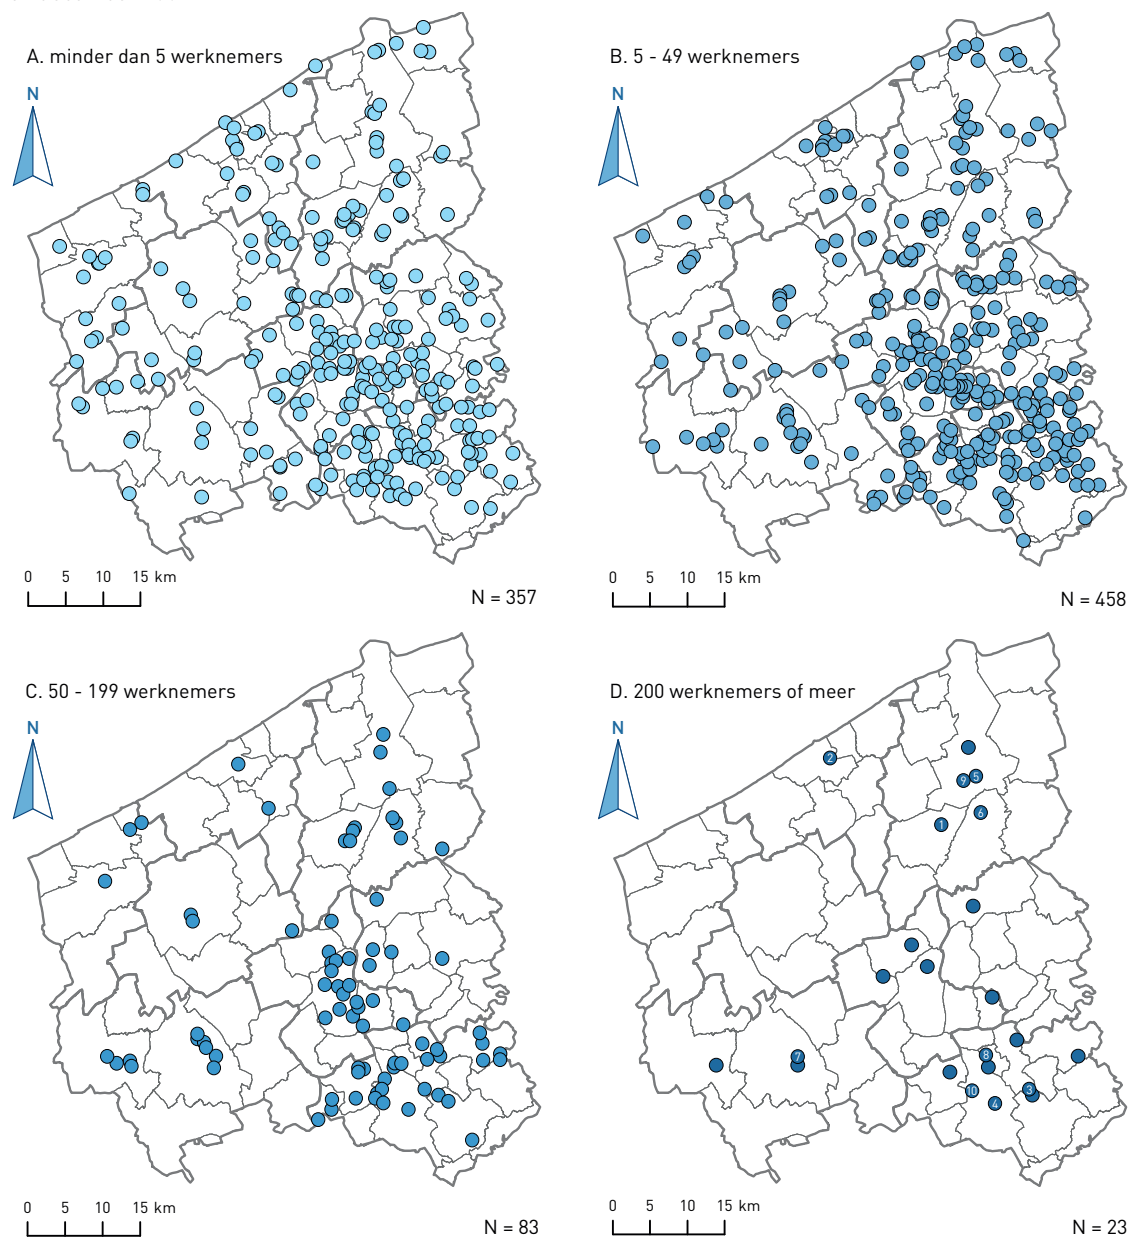 A. minder dan 5 werknemers
N
0 5 10 15 km
N = 357
B. 5 - 49 werknemers
N
0 5 10 15 km
N = 458
C. 50 - 199 werknemers
N
0 5 10 15 km
N = 83
D. 200 werknemers of meer
N
2
9 5
6
1
7
8
10
3
4
0 5 10 15 km
N = 23